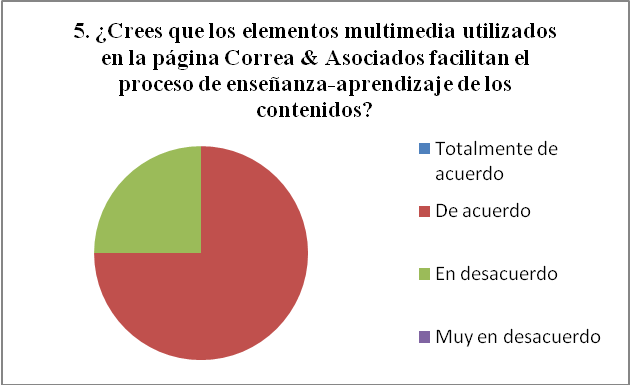 5. ¿Crees que los elementos multimedia utilizados
en la página Correa & Asociados facilitan el
proceso de enseñanza-aprendizaje de los
contenidos?
Totalmente de
acuerdo
De acuerdo
En desacuerdo
Muy en desacuerdo